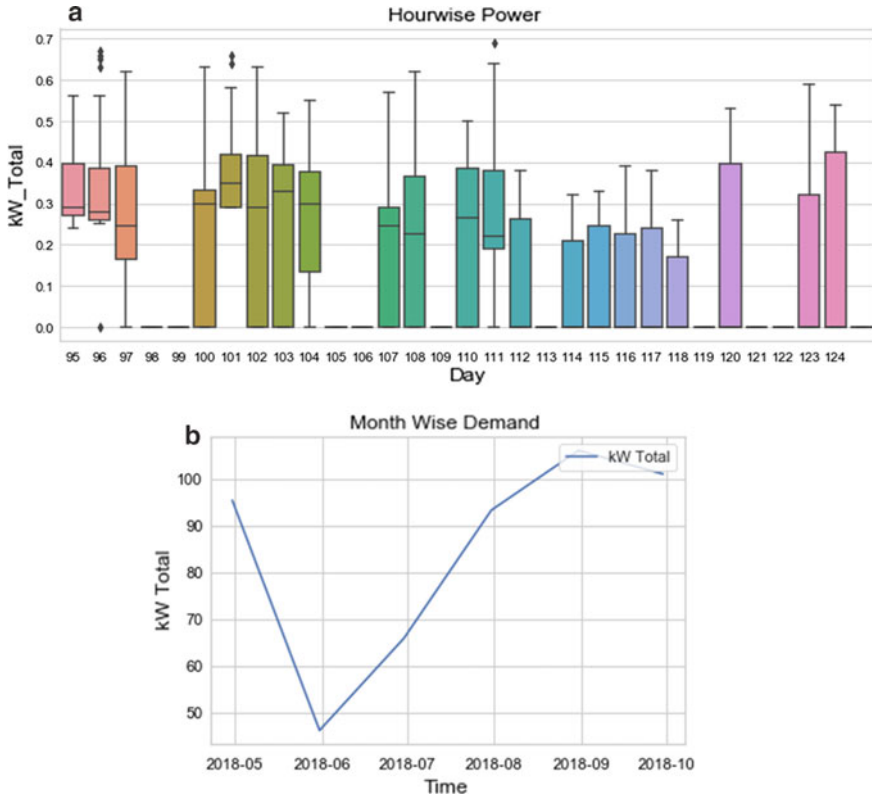 a
Hourwise Power
kW_Total
0.7
0.6
0.5
0.4
0.3
0.2
0.1
0.0
95 96 97 98 99 100 101 102 103 104 105 106 107 108 109 110 111 112 113 114 115 116 117 118 119 120 121 122 123 124
Day
b
Month Wise Demand
kW Total
kW Total
100
90
80
70
60
50
2018-05 2018-06 2018-07 2018-08 2018-09 2018-10
Time